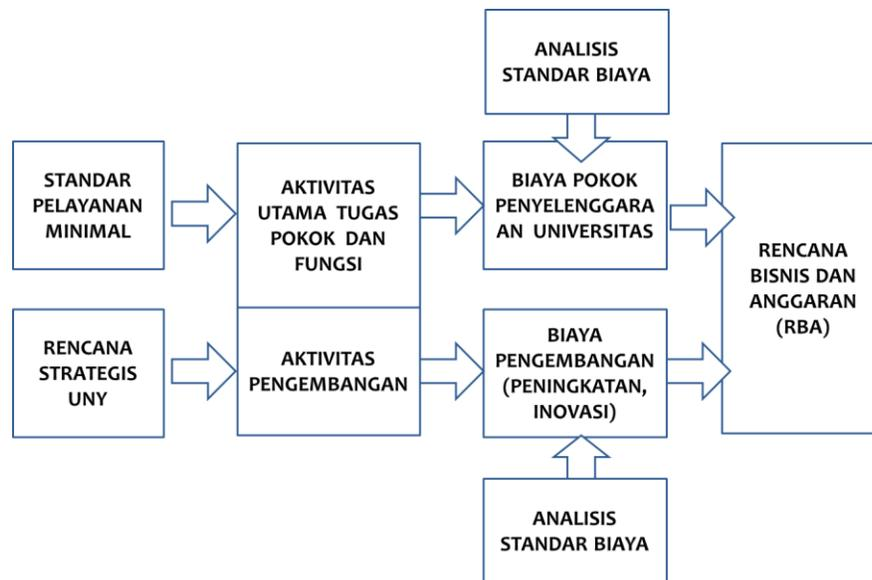 ANALISIS
STANDAR BIAYA
STANDAR
PELAYANAN
MINIMAL
AKTIVITAS
UTAMA TUGAS
POKOK DAN
FUNGSI
BIAYA POKOK
PENYELENGGARA
AN UNIVERSITAS
RENCANA
BISNIS DAN
ANGGARAN
(RBA)
RENCANA
STRATEGIS
UNY
AKTIVITAS
PENGEMBANGAN
BIAYA
PENGEMBANGAN
(PENINGKATAN,
INOVASI)
ANALISIS
STANDAR BIAYA